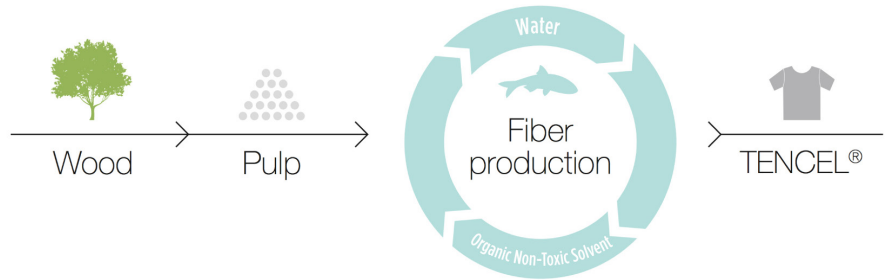 Water
Wood
Pulp
Fiber
production
TENCEL®
Organic Non-Toxic Solvent